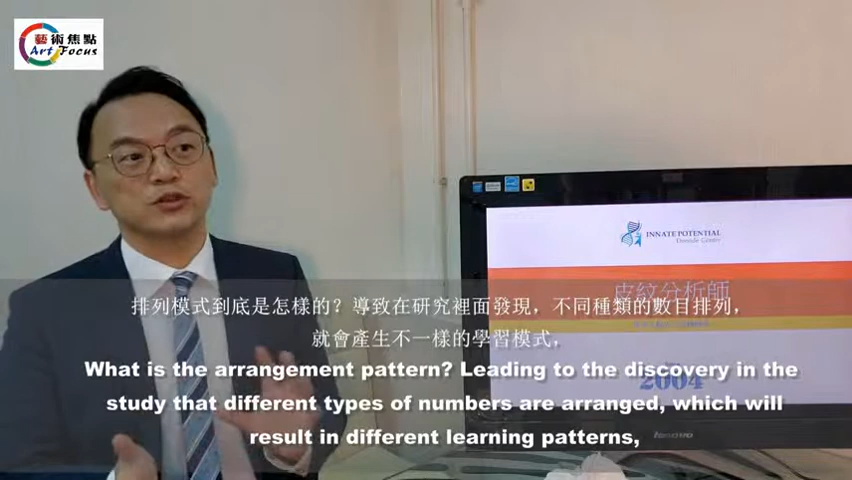 藝術焦點
Art Focus
INNATE POTENTIAL
Dermale Center
皮紋分析師
排列模式到底是怎樣的？導致在研究裡面發現，不同種類的數目排列，
就會產生不一樣的學習模式，
What is the arrangement pattern? Leading to the discovery in the
study that different types of numbers are arranged, which will
result in different learning patterns,
2004
lenovo